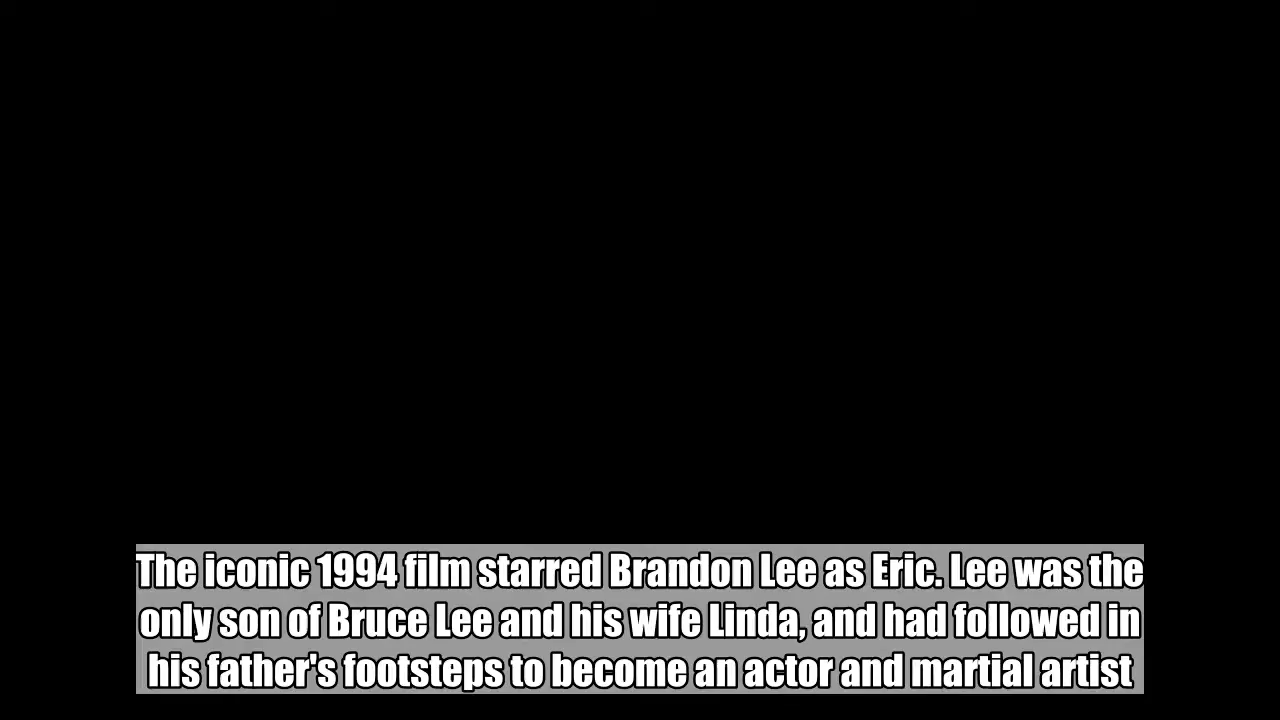 The iconic 1994 film starred Brandon Lee as Eric. Lee was the
only son of Bruce Lee and his wife Linda, and had followed in
his father's footsteps to become an actor and martial artist